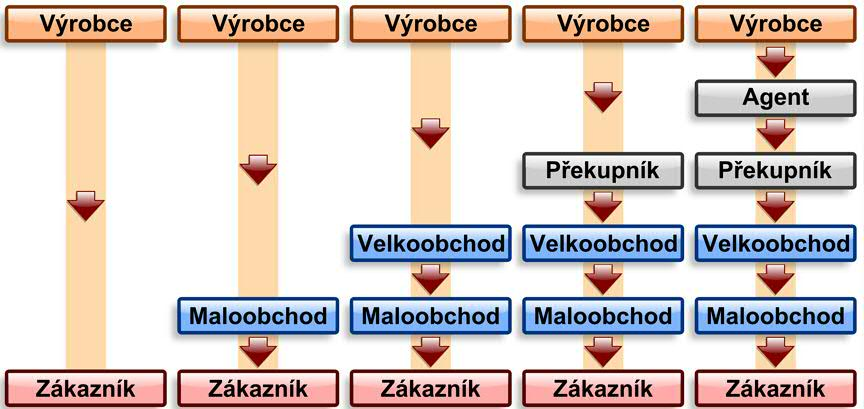 Výrobce Výrobce Výrobce Výrobce Výrobce
Agent
Překupník Překupník
Velkoobchod Velkoobchod Velkoobchod
Maloobchod Maloobchod Maloobchod Maloobchod
Zákazník Zákazník Zákazník Zákazník Zákazník